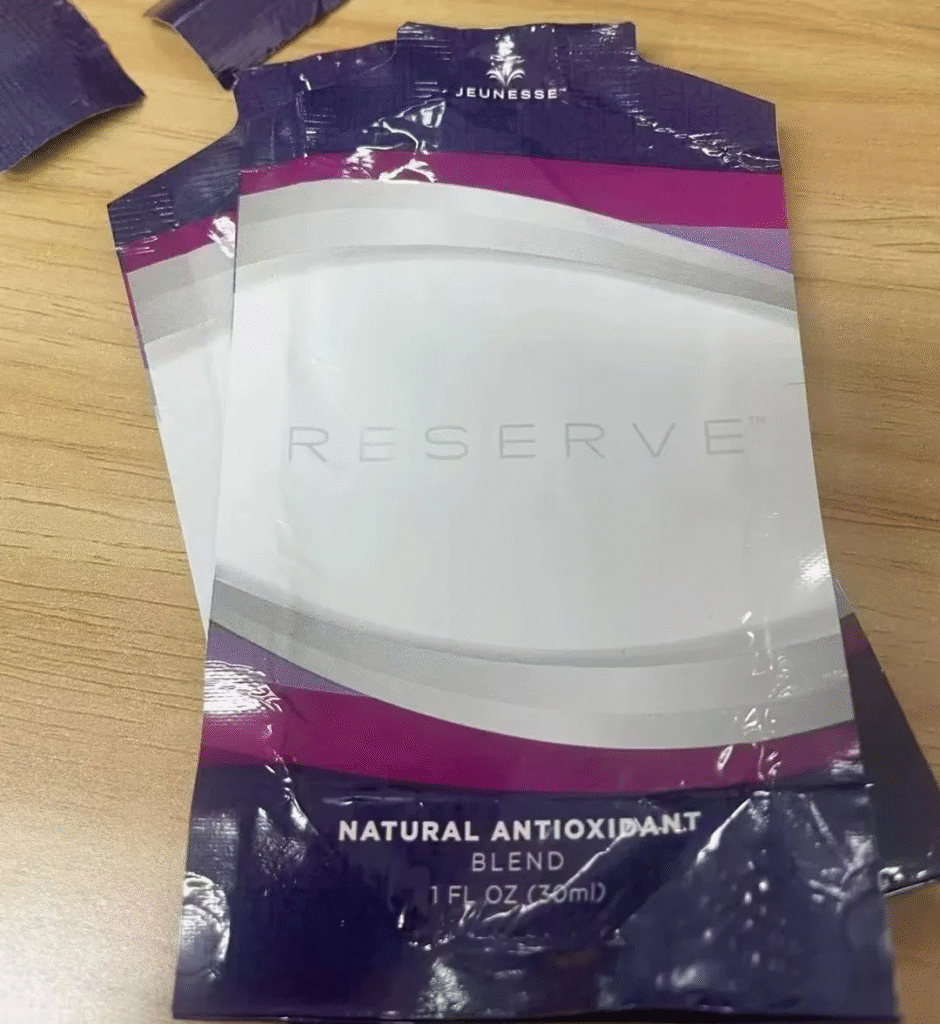 JEUNESSE™
RESERVE™
NATURAL ANTIOXIDANT
BLEND
1 FL OZ (30ml)